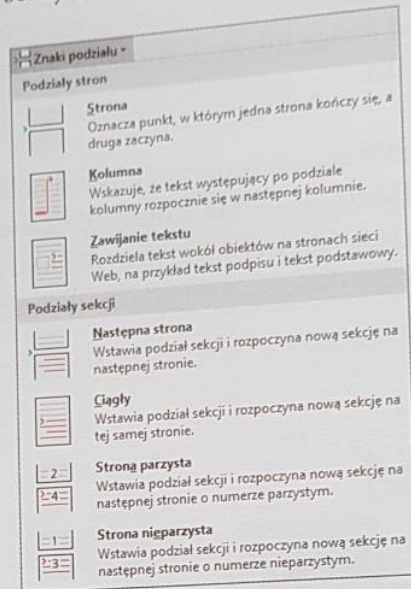 Znaki podziału
Podziały stron
Strona
Oznacza punkt, w którym jedna strona kończy się, a
druga zaczyna.
Kolumna
Wskazuje, że tekst występujący po podziale
kolumny rozpocznie się w następnej kolumnie.
Zawijanie tekstu
Rozdziela tekst wokół obiektów na stronach sieci
Web, na przykład tekst podpisu i tekst podstawowy.
Podziały sekcji
Następna strona
Wstawia podział sekcji i rozpoczyna nową sekcję na
następnej stronie.
Ciągły
Wstawia podział sekcji i rozpoczyna nową sekcję na
tej samej stronie.
2
4
Strona parzysta
Wstawia podział sekcji i rozpoczyna nową sekcję na
następnej stronie o numerze parzystym.
1
3
Strona nieparzysta
Wstawia podział sekcji i rozpoczyna nową sekcję na
następnej stronie o numerze nieparzystym.